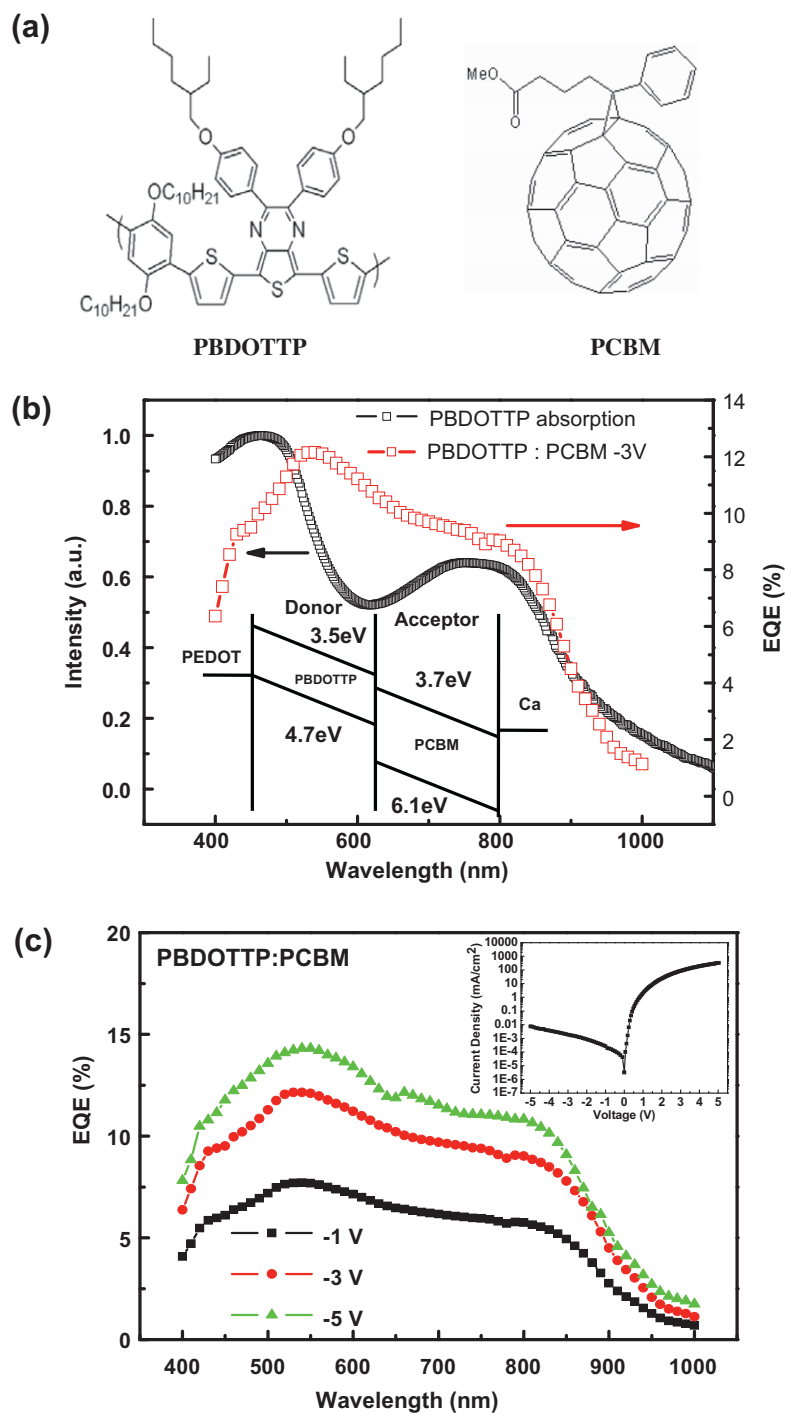 (a)
MeO
O
O
O
OC10H21
N
N
S
S
S
C10H21O
PBDOTTP
PCBM
(b)
PBDOTTP absorption
PBDOTTP : PCBM -3V
Intensity (a.u.)
1.0
0.8
0.6
0.4
0.2
0.0
EQE (%)
14
12
10
8
6
4
2
0
Donor
Acceptor
3.5eV
PEDOT
PBDOTTP
3.7eV
Ca
4.7eV
PCBM
6.1eV
400
600
800
1000
Wavelength (nm)
(c)
PBDOTTP:PCBM
EQE (%)
20
15
10
5
0
Current Density (mA/cm2)
10000
1000
100
10
1
0.1
0.01
1E-3
1E-4
1E-5
1E-6
1E-7
-5 -4 -3 -2 -1 0 1 2 3 4 5
Voltage (V)
-1 V
-3 V
-5 V
400 500 600 700 800 900 1000
Wavelength (nm)